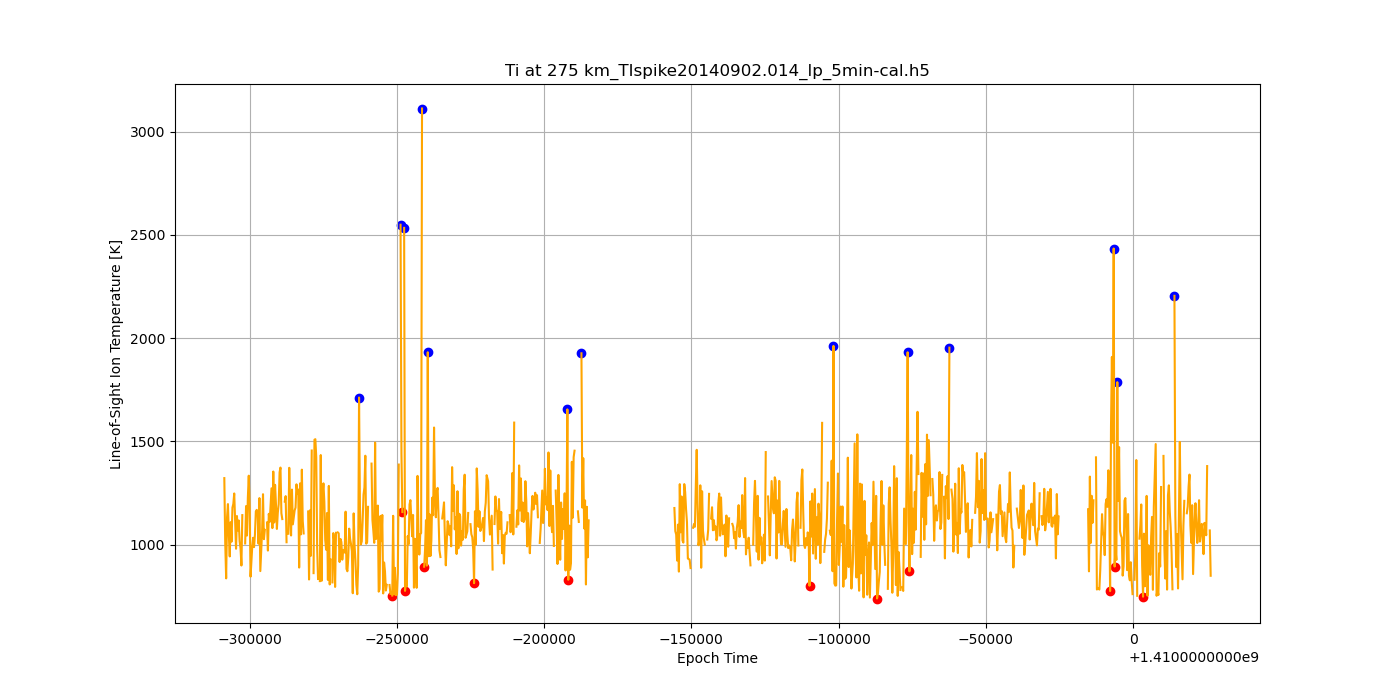 Ti at 275 km_TIspike20140902.014_lp_5min-cal.h5
Line-of-Sight Ion Temperature [K]
3000
2500
2000
1500
1000
−300000 −250000 −200000 −150000 −100000 −50000 0
Epoch Time
+1.4100000000e9